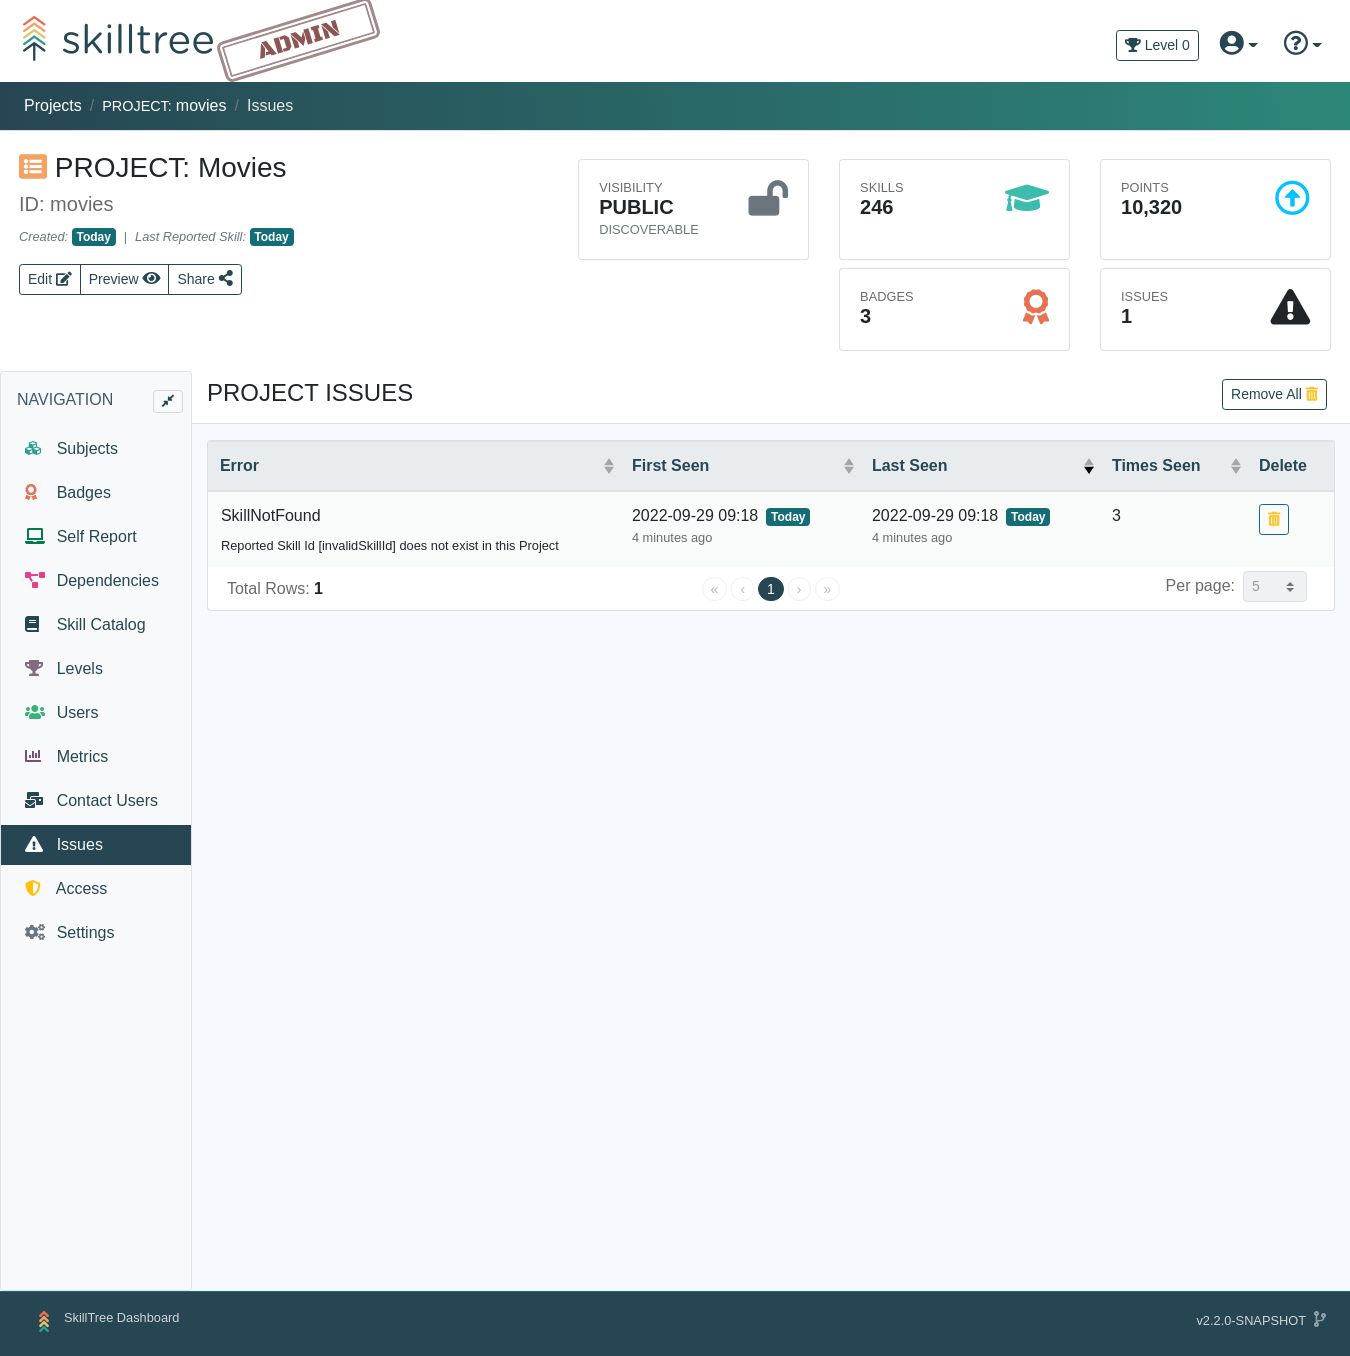 skilltree
ADMIN
Level 0
Projects / PROJECT: movies / Issues
PROJECT: Movies
ID: movies
Created: Today | Last Reported Skill: Today
Edit Preview Share
VISIBILITY
PUBLIC
DISCOVERABLE
SKILLS
246
POINTS
10,320
BADGES
3
ISSUES
1
NAVIGATION
Subjects
Badges
Self Report
Dependencies
Skill Catalog
Levels
Users
Metrics
Contact Users
Issues
Access
Settings
PROJECT ISSUES
Remove All
Error First Seen Last Seen Times Seen Delete
SkillNotFound 2022-09-29 09:18 Today 2022-09-29 09:18 Today 3
4 minutes ago 4 minutes ago
Reported Skill Id [invalidSkillId] does not exist in this Project
Total Rows: 1 « ‹ 1 › » Per page: 5
SkillTree Dashboard
v2.2.0-SNAPSHOT